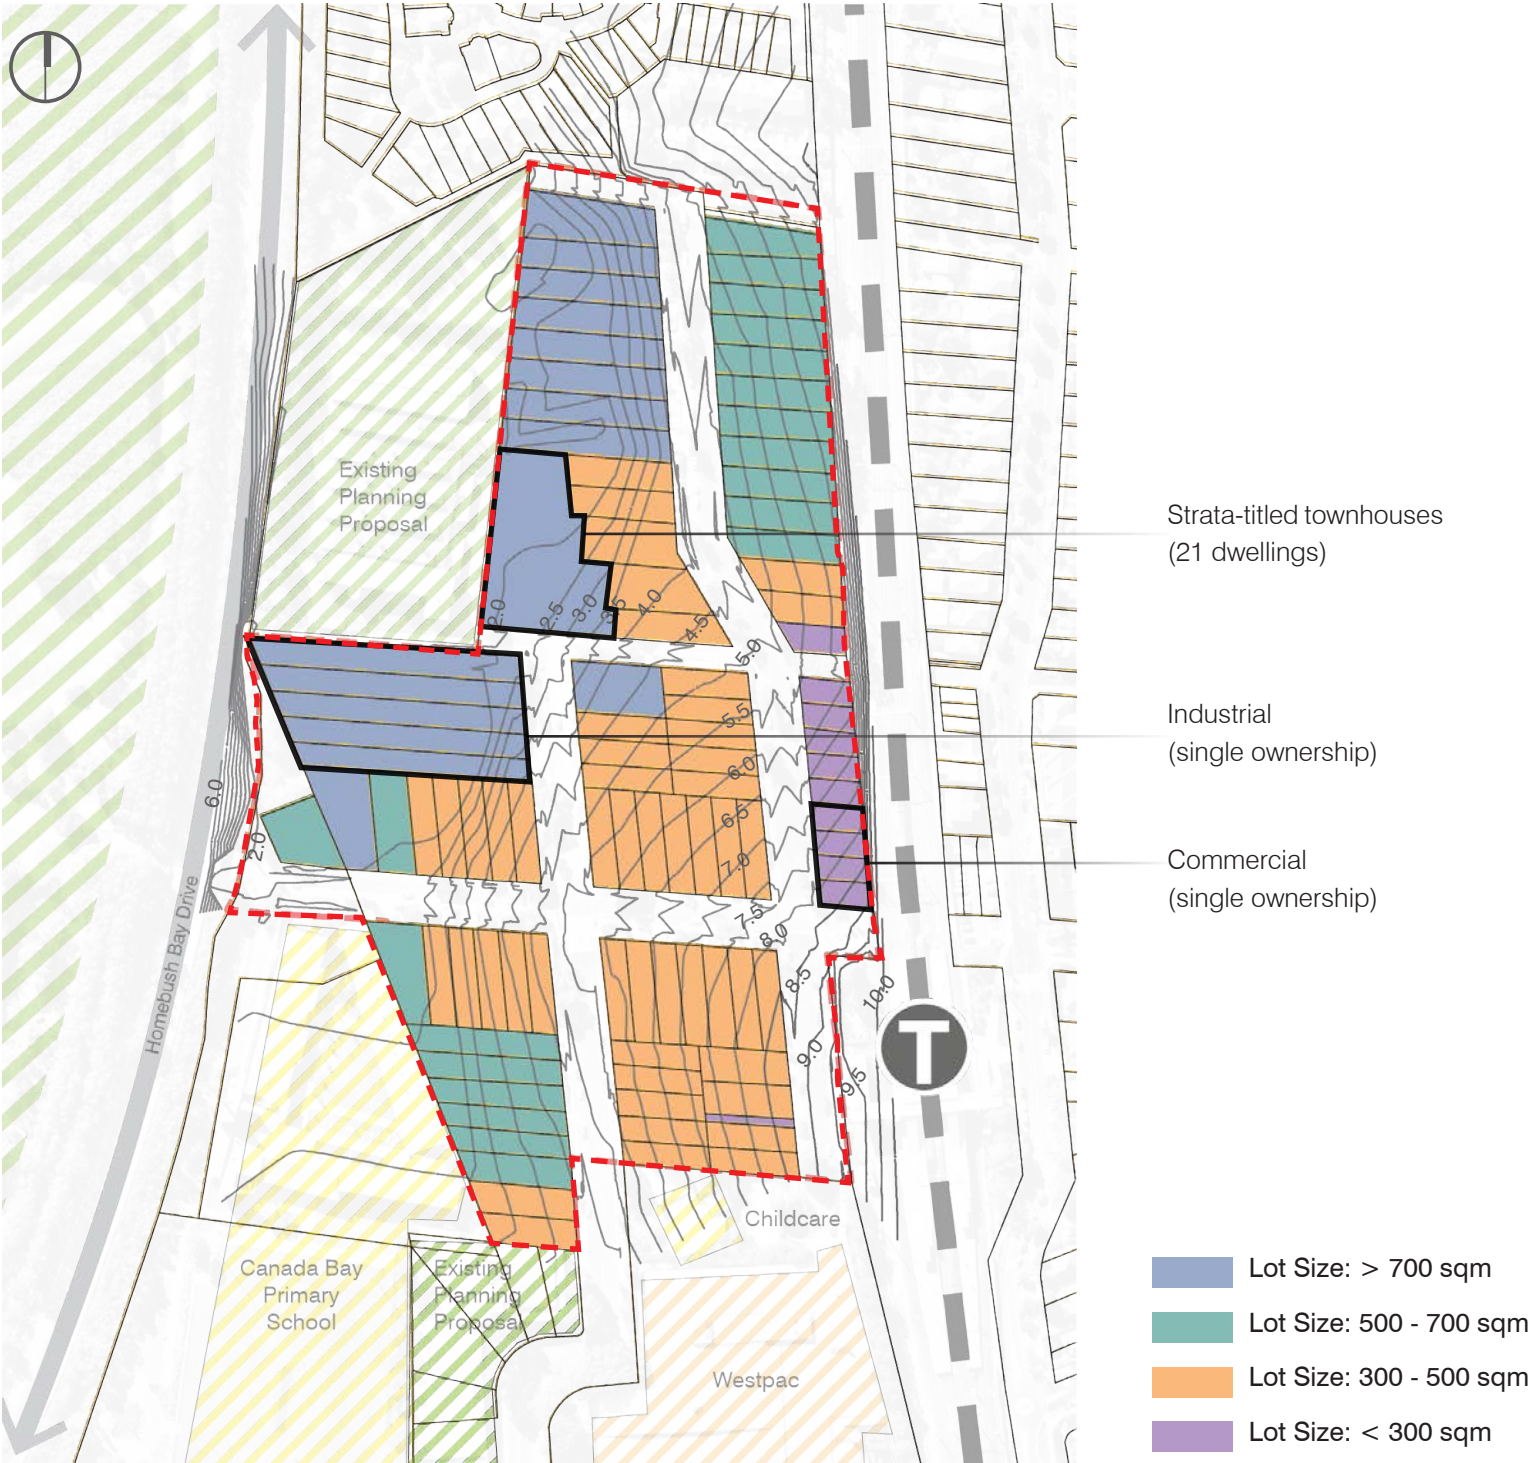 Existing
Planning
Proposal
Strata-titled townhouses
(21 dwellings)
2.0
2.5
3.0
3.5
4.0
4.5
5.0
Industrial
(single ownership)
5.5
6.0
6.0
6.5
2.0
7.0
Commercial
(single ownership)
7.5
8.0
8.5
10.0
Homebush Bay Drive
T
9.0
9.5
Childcare
Canada Bay
Primary
School
Existing
Planning
Proposal
Westpac
Lot Size: > 700 sqm
Lot Size: 500 - 700 sqm
Lot Size: 300 - 500 sqm
Lot Size: < 300 sqm